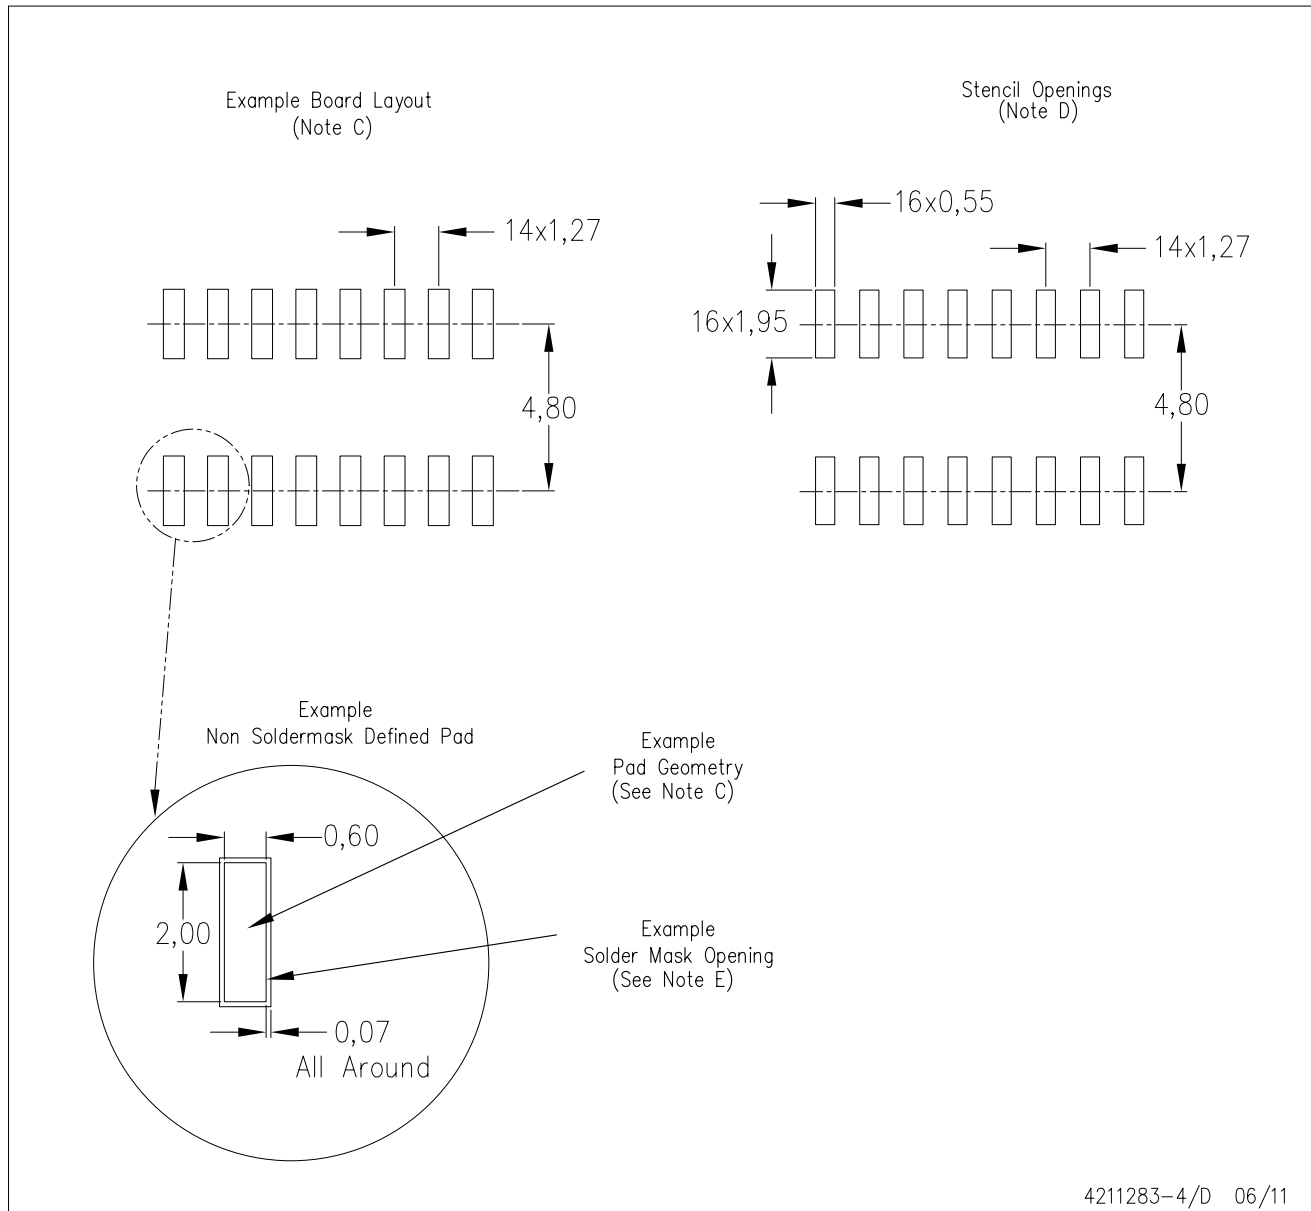 Example Board Layout
(Note C)
Stencil Openings
(Note D)
14x1,27
4,80
16x0,55
14x1,27
16x1,95
4,80
Example
Non Soldermask Defined Pad
Example
Pad Geometry
(See Note C)
0,60
2,00
Example
Solder Mask Opening
(See Note E)
0,07
All Around
4211283-4/D 06/11